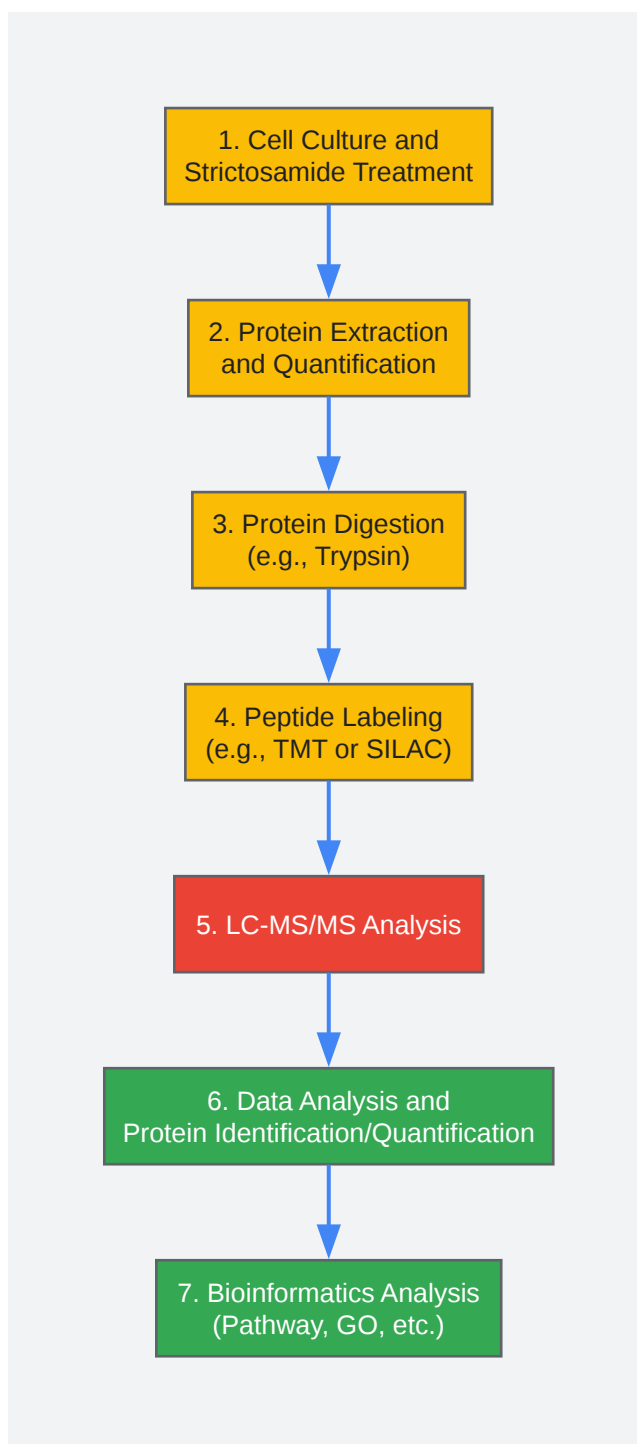 1. Cell Culture and
Strictosamide Treatment
2. Protein Extraction
and Quantification
3. Protein Digestion
(e.g., Trypsin)
4. Peptide Labeling
(e.g., TMT or SILAC)
5. LC-MS/MS Analysis
6. Data Analysis and
Protein Identification/Quantification
7. Bioinformatics Analysis
(Pathway, GO, etc.)